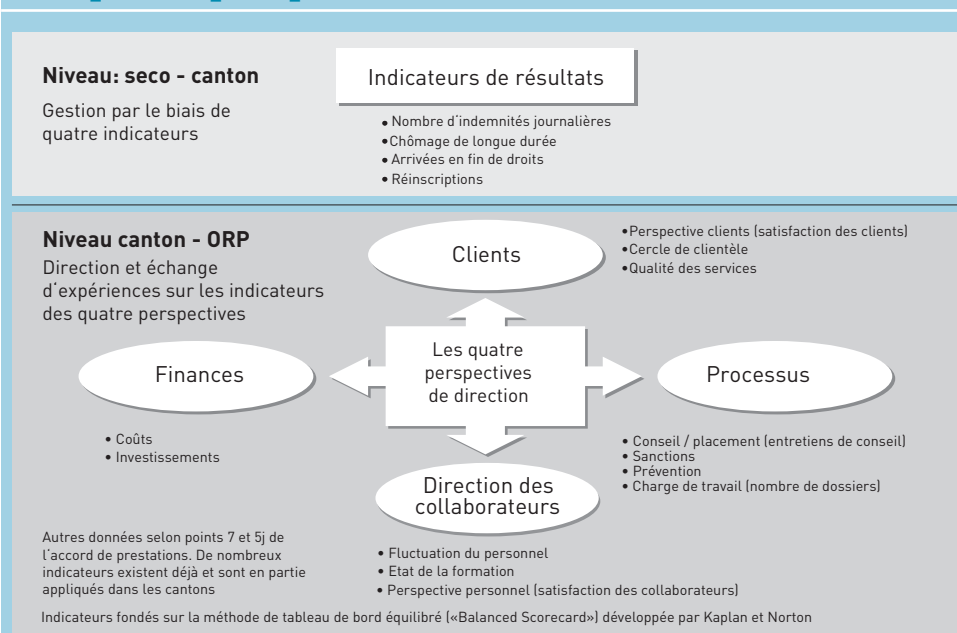 Niveau: seco - canton
Gestion par le biais de
quatre indicateurs
Indicateurs de résultats
• Nombre d'indemnités journalières
• Chômage de longue durée
• Arrivées en fin de droits
• Réinscriptions
Niveau canton - ORP
Direction et échange
d'expériences sur les indicateurs
des quatre perspectives
Clients
• Perspective clients (satisfaction des clients)
• Cercle de clientèle
• Qualité des services
Les quatre
perspectives
de direction
Finances
• Coûts
• Investissements
Processus
• Conseil / placement (entretiens de conseil)
• Sanctions
• Prévention
• Charge de travail (nombre de dossiers)
Direction des
collaborateurs
• Fluctuation du personnel
• Etat de la formation
• Perspective personnel (satisfaction des collaborateurs)
Autres données selon points 7 et 5j de
l'accord de prestations. De nombreux
indicateurs existent déjà et sont en partie
appliqués dans les cantons
Indicateurs fondés sur la méthode de tableau de bord équilibré («Balanced Scorecard») développée par Kaplan et Norton